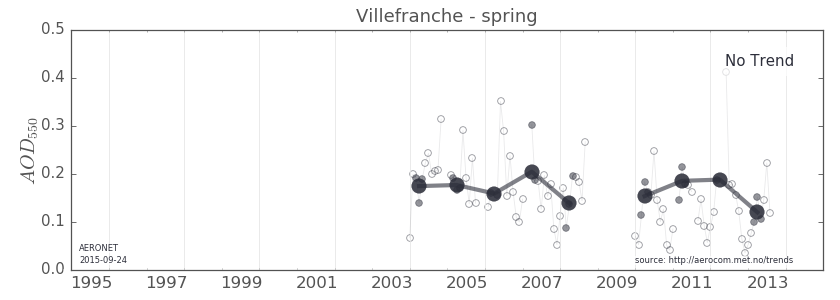 Villefranche - spring
0.5
No Trend
0.4
0.3
AOD550
0.2
0.1
AERONET
2015-09-24
source: http://aerocom.met.no/trends
0.0
1995 1997 1999 2001 2003 2005 2007 2009 2011 2013